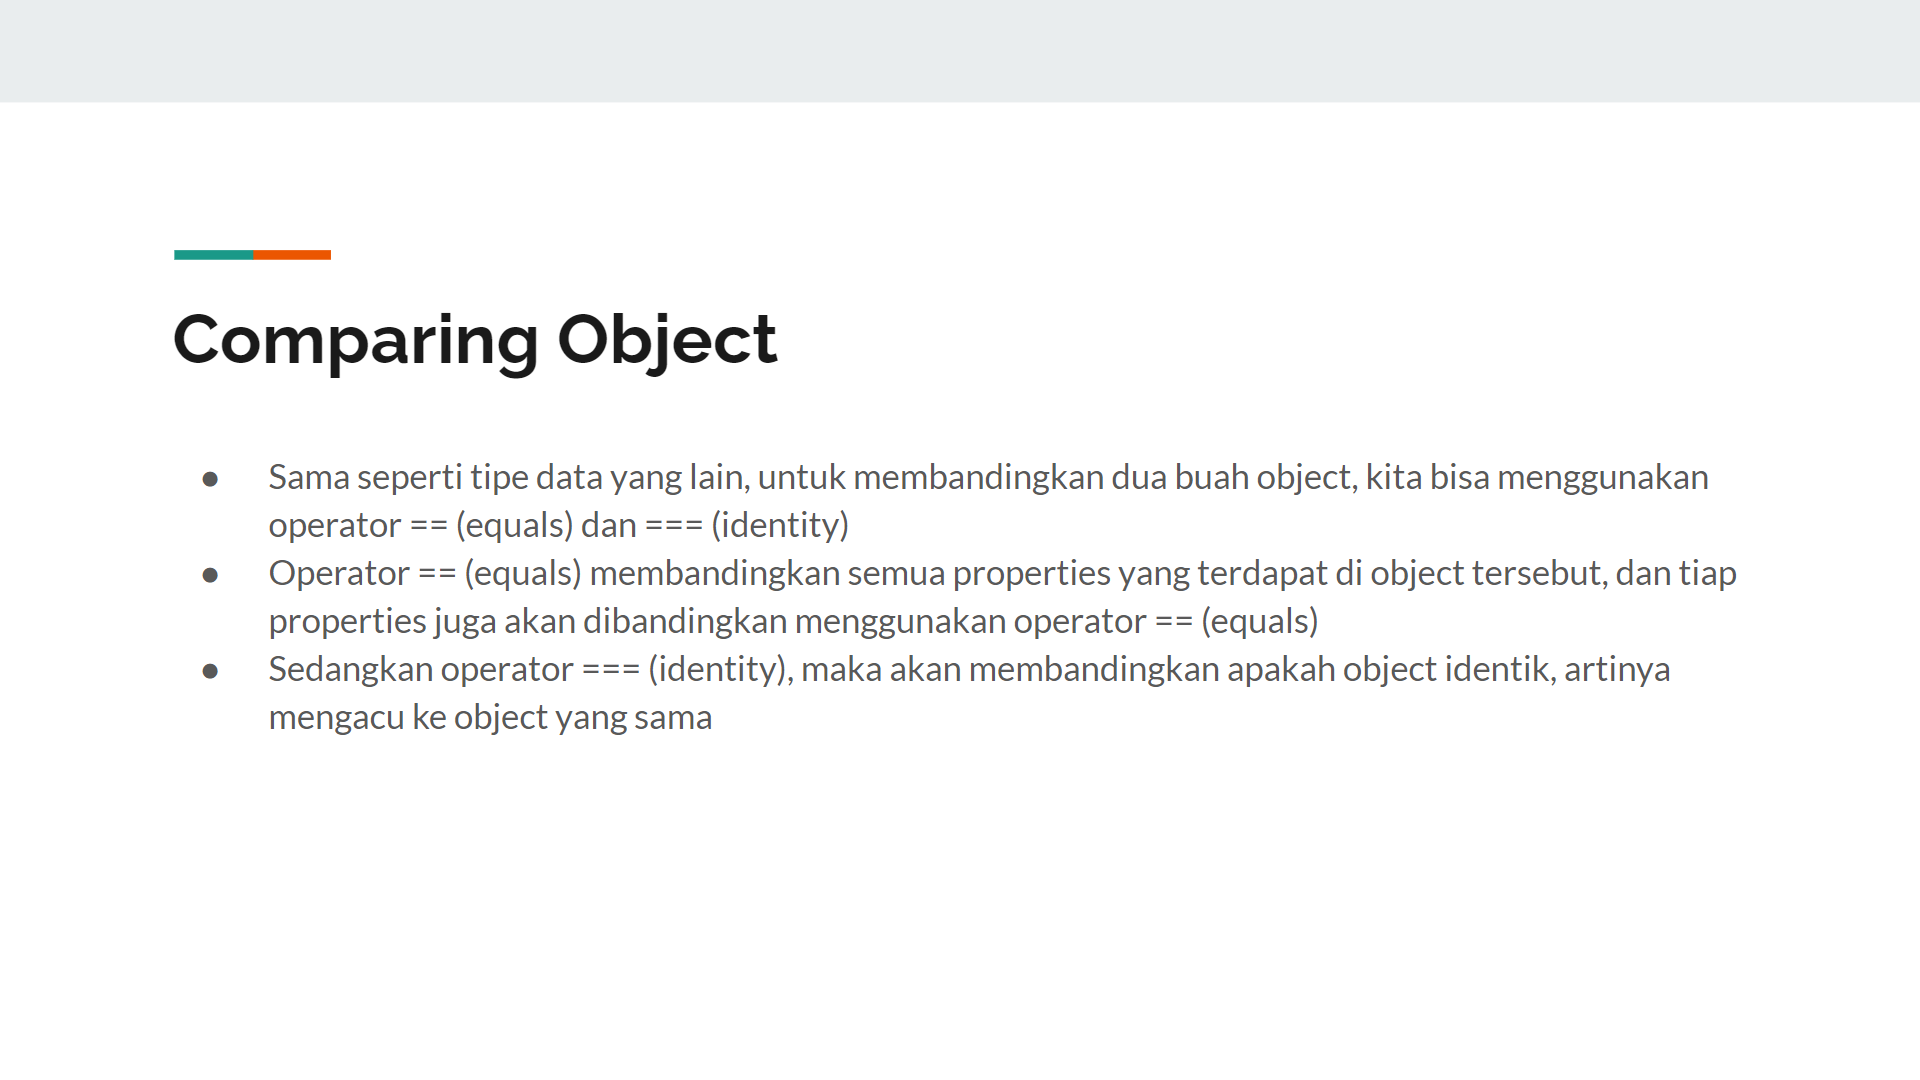 Comparing Object
● Sama seperti tipe data yang lain, untuk membandingkan dua buah object, kita bisa menggunakan
operator == (equals) dan === (identity)
● Operator == (equals) membandingkan semua properties yang terdapat di object tersebut, dan tiap
properties juga akan dibandingkan menggunakan operator == (equals)
● Sedangkan operator === (identity), maka akan membandingkan apakah object identik, artinya
mengacu ke object yang sama